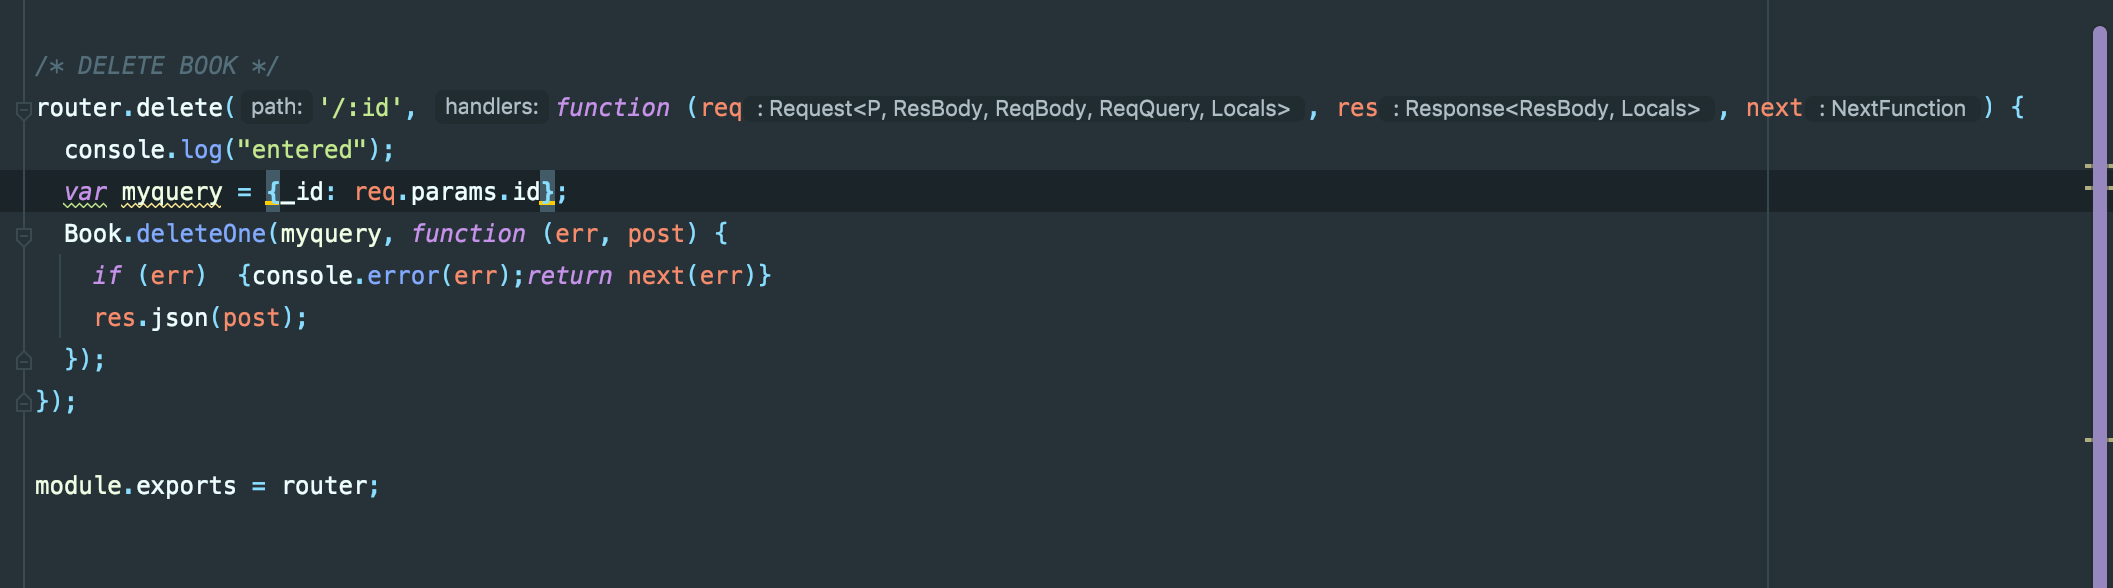 /* DELETE BOOK */
router.delete( path: '/:id', handlers: function (req : Request<P, ResBody, ReqBody, ReqQuery, Locals> , res : Response<ResBody, Locals> , next : NextFunction ) {
  console.log("entered");
  var myquery = {_id: req.params.id};
  Book.deleteOne(myquery, function (err, post) {
    if (err)  {console.error(err);return next(err)}
    res.json(post);
  });
});
module.exports = router;